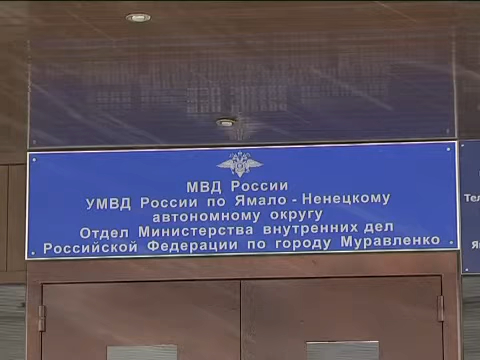 МВД России
УМВД России по Ямало - Ненецкому
автономному округу
Отдел Министерства внутренних дел
Российской Федерации по городу Муравленко